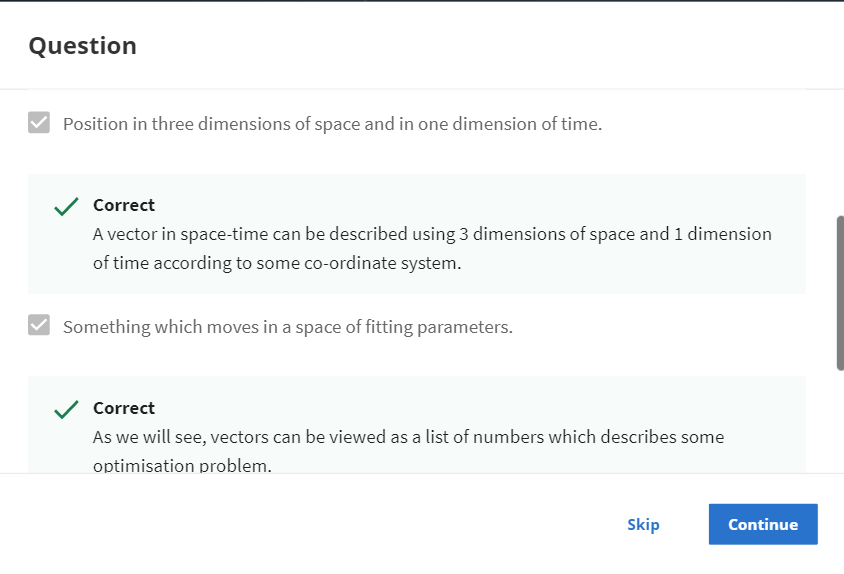 Question
Position in three dimensions of space and in one dimension of time.
Correct
A vector in space-time can be described using 3 dimensions of space and 1 dimension
of time according to some co-ordinate system.
Something which moves in a space of fitting parameters.
Correct
As we will see, vectors can be viewed as a list of numbers which describes some
optimisation problem.
Skip
Continue